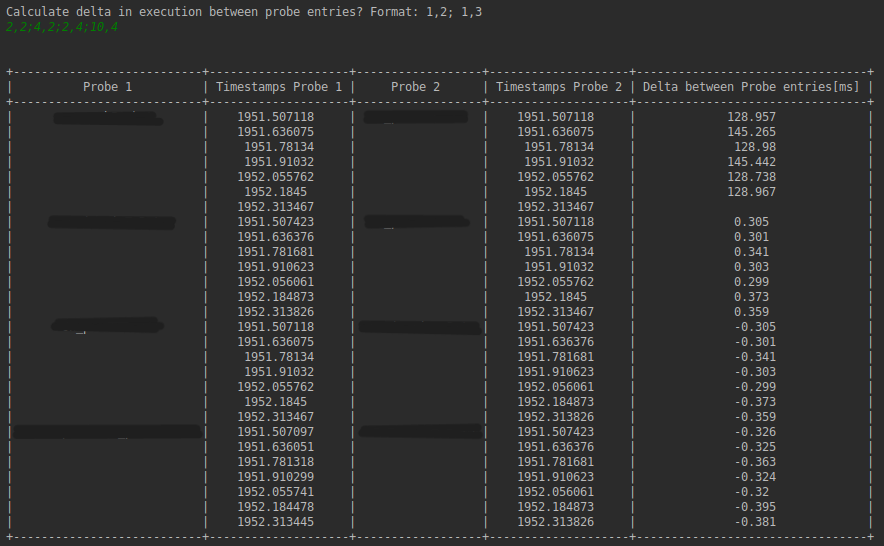 Calculate delta in execution between probe entries? Format: 1,2; 1,3
2,2;4,2;2,4;10,4
+---------------------------+--------------------+------------------+--------------------+---------------------------------+
| Probe 1 | Timestamps Probe 1 | Probe 2 | Timestamps Probe 2 | Delta between Probe entries[ms] |
+---------------------------+--------------------+------------------+--------------------+---------------------------------+
| | 1951.507118 | | 1951.507118 | 128.957 |
| | 1951.636075 | | 1951.636075 | 145.265 |
| | 1951.78134 | | 1951.78134 | 128.98 |
| | 1951.91032 | | 1951.91032 | 145.442 |
| | 1952.055762 | | 1952.055762 | 128.738 |
| | 1952.1845 | | 1952.1845 | 128.967 |
| | 1952.313467 | | 1952.313467 | |
| | 1951.507423 | | 1951.507118 | 0.305 |
| | 1951.636376 | | 1951.636075 | 0.301 |
| | 1951.781681 | | 1951.78134 | 0.341 |
| | 1951.910623 | | 1951.91032 | 0.303 |
| | 1952.056061 | | 1952.055762 | 0.299 |
| | 1952.184873 | | 1952.1845 | 0.373 |
| | 1952.313826 | | 1952.313467 | 0.359 |
| | 1951.507118 | | 1951.507423 | -0.305 |
| | 1951.636075 | | 1951.636376 | -0.301 |
| | 1951.78134 | | 1951.781681 | -0.341 |
| | 1951.91032 | | 1951.910623 | -0.303 |
| | 1952.055762 | | 1952.056061 | -0.299 |
| | 1952.1845 | | 1952.184873 | -0.373 |
| | 1952.313467 | | 1952.313826 | -0.359 |
| | 1951.507097 | | 1951.507423 | -0.326 |
| | 1951.636051 | | 1951.636376 | -0.325 |
| | 1951.781318 | | 1951.781681 | -0.363 |
| | 1951.910299 | | 1951.910623 | -0.324 |
| | 1952.055741 | | 1952.056061 | -0.32 |
| | 1952.184478 | | 1952.184873 | -0.395 |
| | 1952.313445 | | 1952.313826 | -0.381 |
+---------------------------+--------------------+------------------+--------------------+---------------------------------+